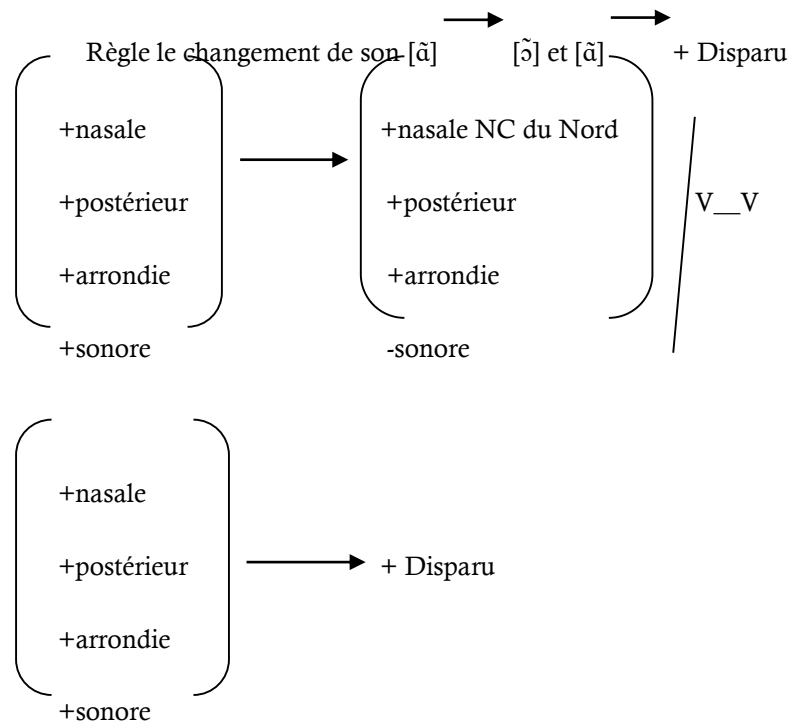 Règle le changement de son [ɑ̃] → [ɔ̃] et [ɑ̃] → + Disparu
+nasale → +nasale NC du Nord
+postérieur +postérieur / V__V
+arrondie +arrondie
+sonore -sonore
+nasale
+postérieur → + Disparu
+arrondie
+sonore